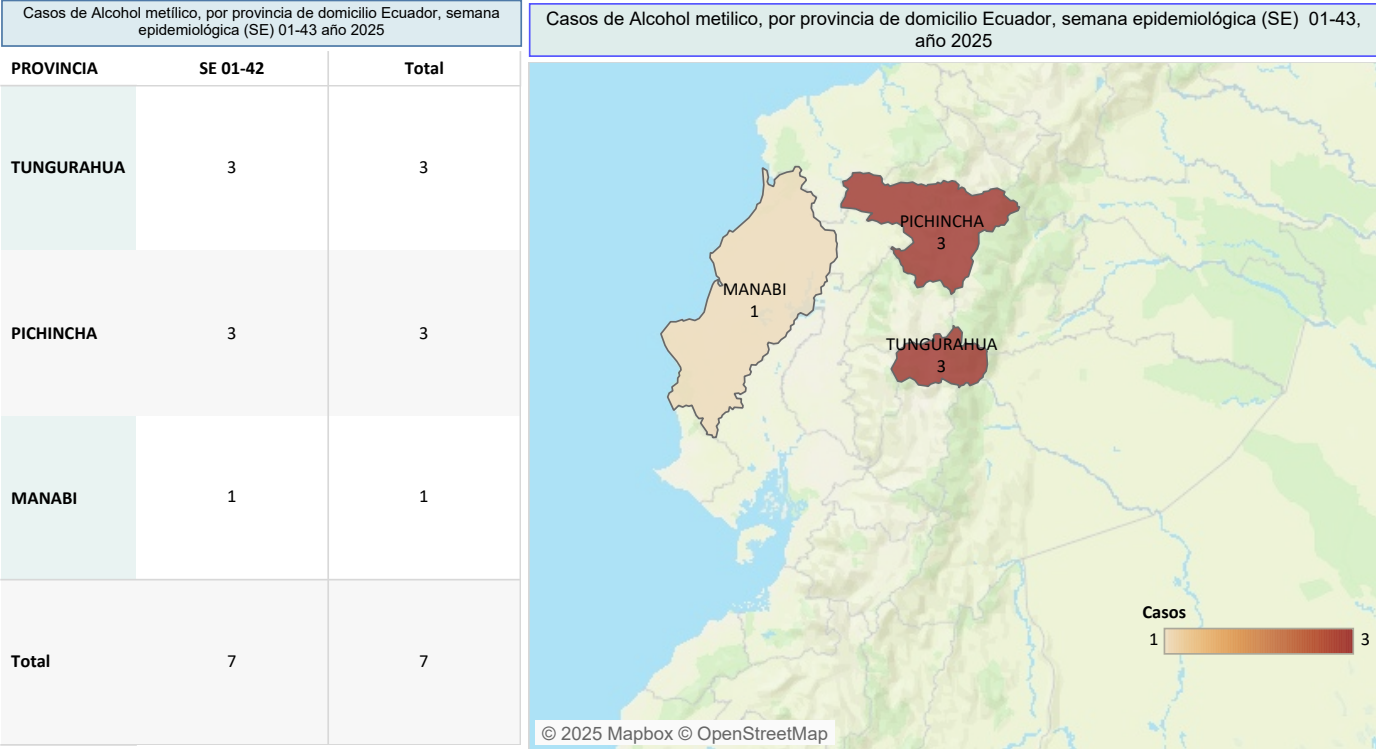 Casos de Alcohol metílico, por provincia de domicilio Ecuador, semana
epidemiológica (SE) 01-43 año 2025
PROVINCIA SE 01-42 Total
TUNGURAHUA 3 3
PICHINCHA 3 3
MANABI 1 1
Total 7 7
Casos de Alcohol metilico, por provincia de domicilio Ecuador, semana epidemiológica (SE) 01-43,
año 2025
PICHINCHA
3
MANABI
1
TUNGURAHUA
3
Casos
1 3
© 2025 Mapbox © OpenStreetMap